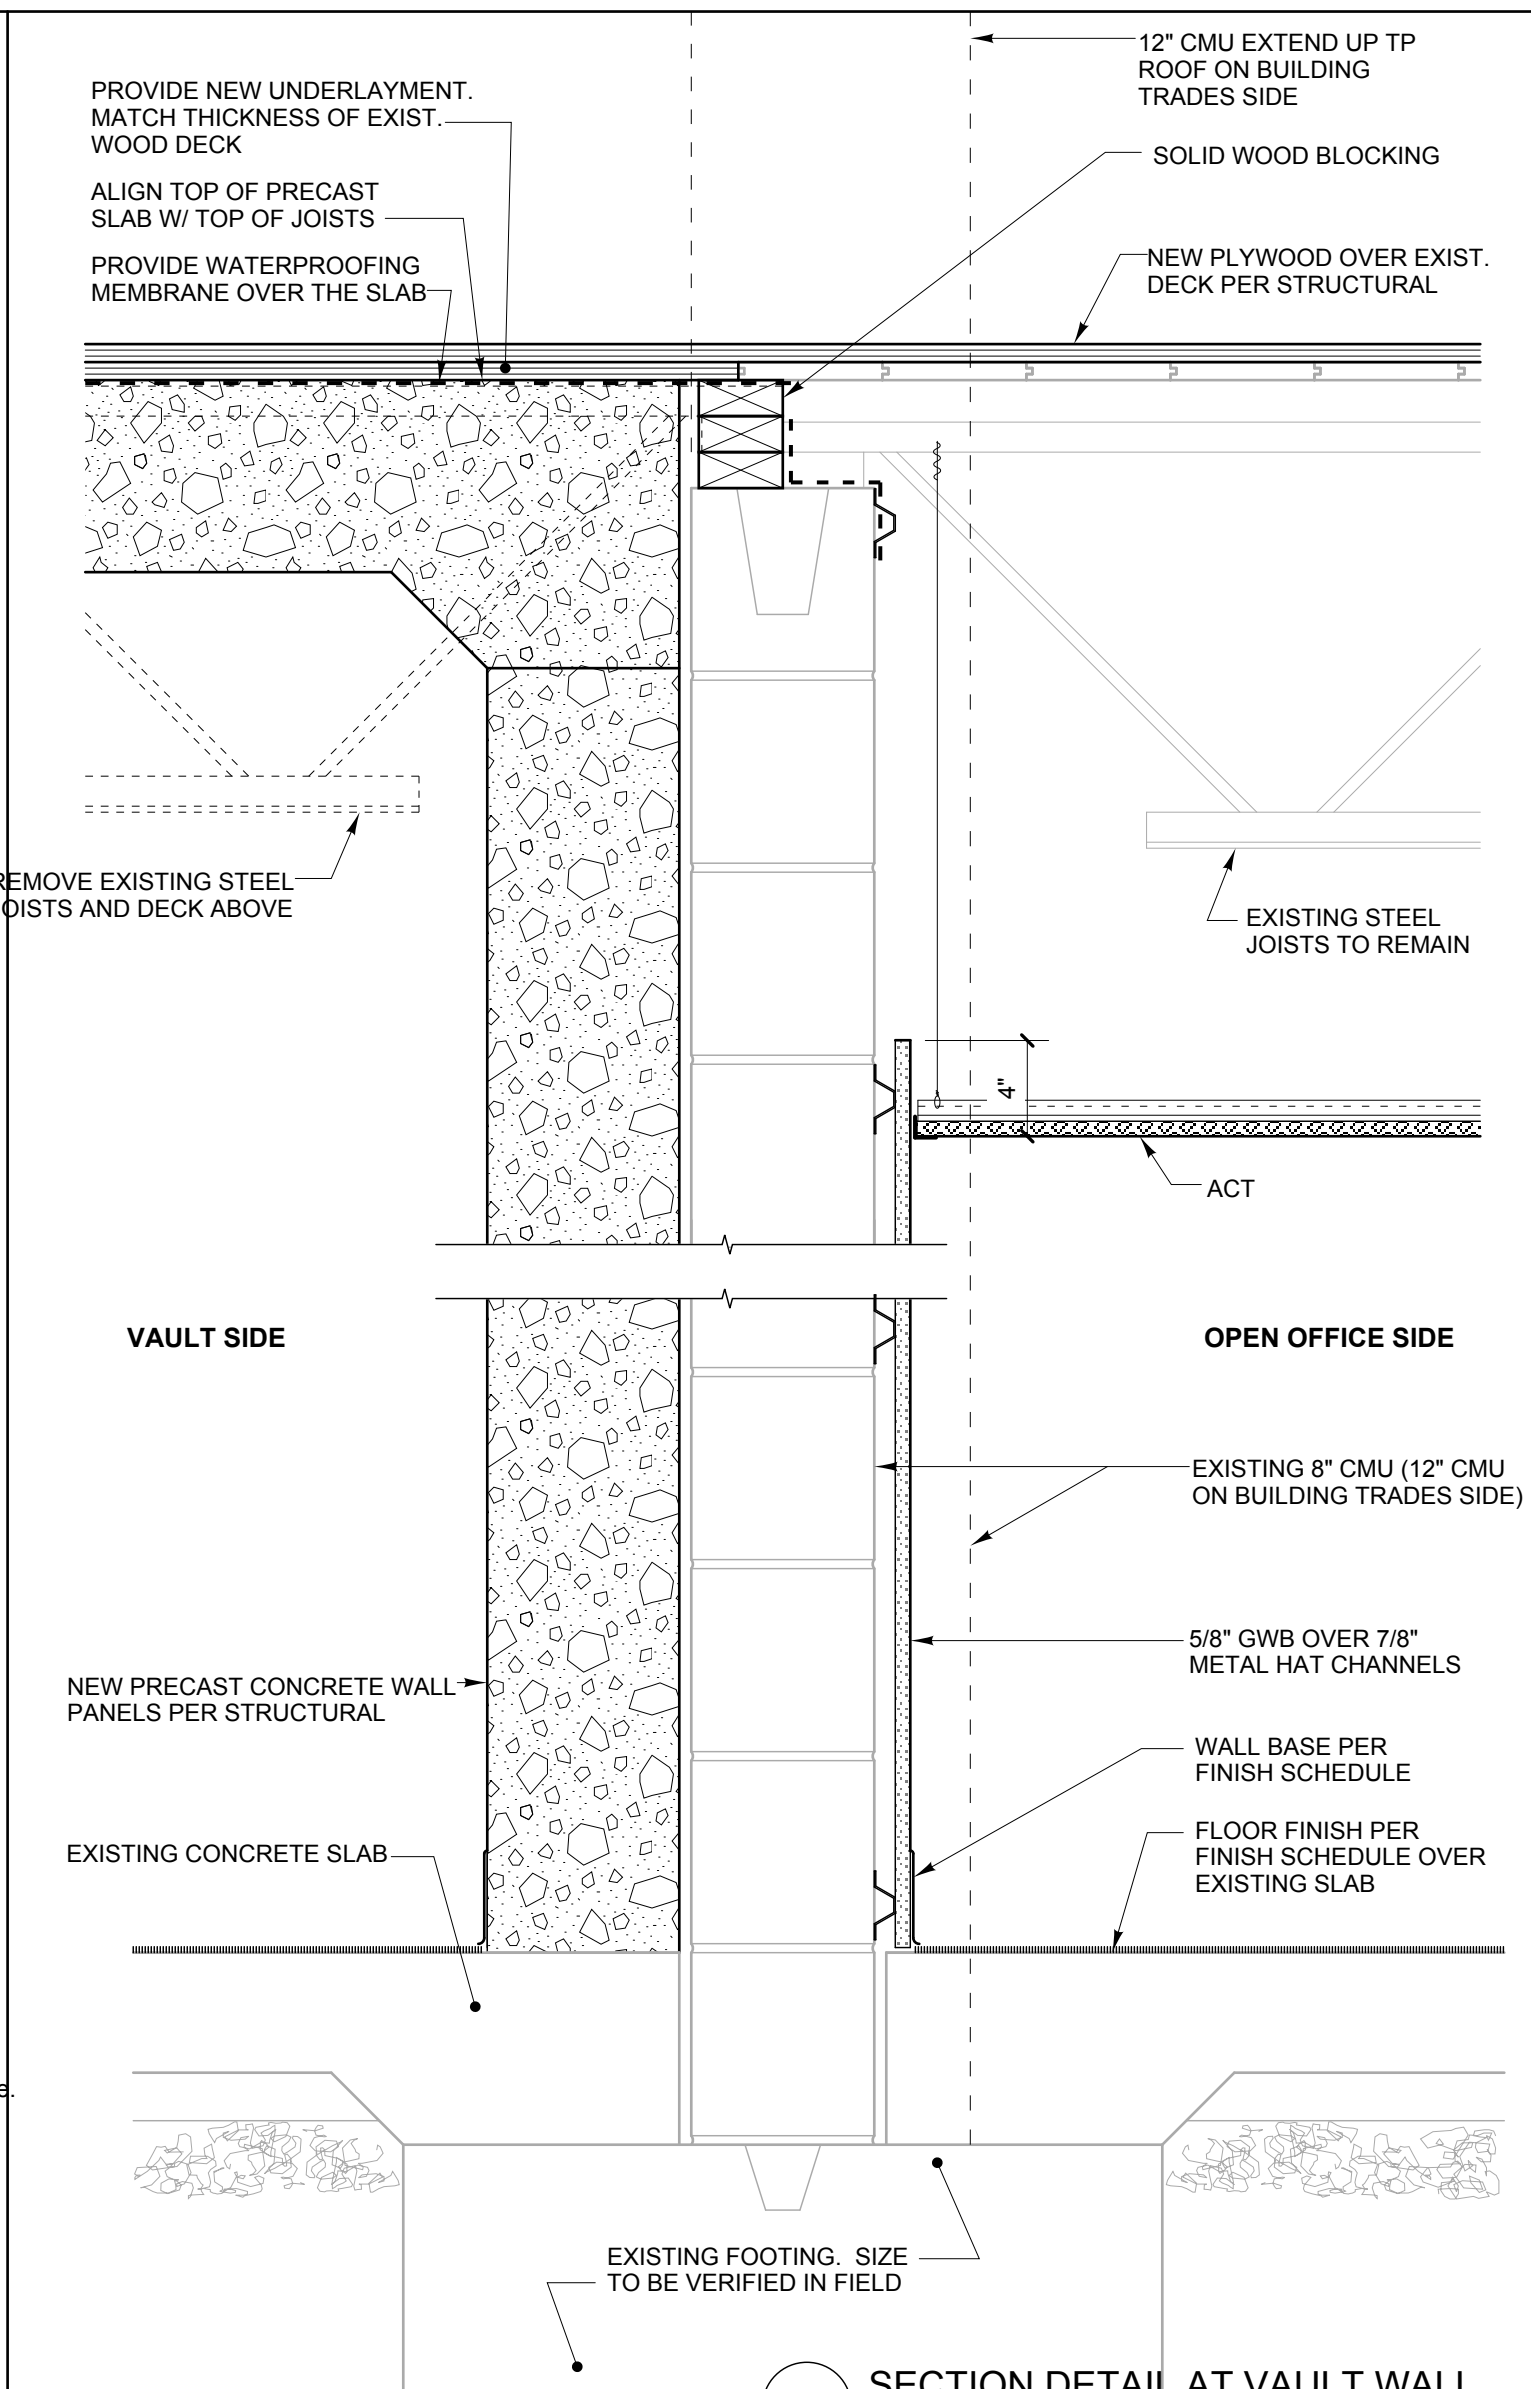 PROVIDE NEW UNDERLAYMENT.
MATCH THICKNESS OF EXIST.
WOOD DECK
ALIGN TOP OF PRECAST
SLAB W/ TOP OF JOISTS
PROVIDE WATERPROOFING
MEMBRANE OVER THE SLAB
12" CMU EXTEND UP TP
ROOF ON BUILDING
TRADES SIDE
SOLID WOOD BLOCKING
NEW PLYWOOD OVER EXIST.
DECK PER STRUCTURAL
REMOVE EXISTING STEEL
OISTS AND DECK ABOVE
EXISTING STEEL
JOISTS TO REMAIN
4"
ACT
VAULT SIDE
OPEN OFFICE SIDE
EXISTING 8" CMU (12" CMU
ON BUILDING TRADES SIDE)
5/8" GWB OVER 7/8"
METAL HAT CHANNELS
NEW PRECAST CONCRETE WALL
PANELS PER STRUCTURAL
WALL BASE PER
FINISH SCHEDULE
EXISTING CONCRETE SLAB
FLOOR FINISH PER
FINISH SCHEDULE OVER
EXISTING SLAB
e.
EXISTING FOOTING. SIZE
TO BE VERIFIED IN FIELD
SECTION DETAIL AT VAULT WALL